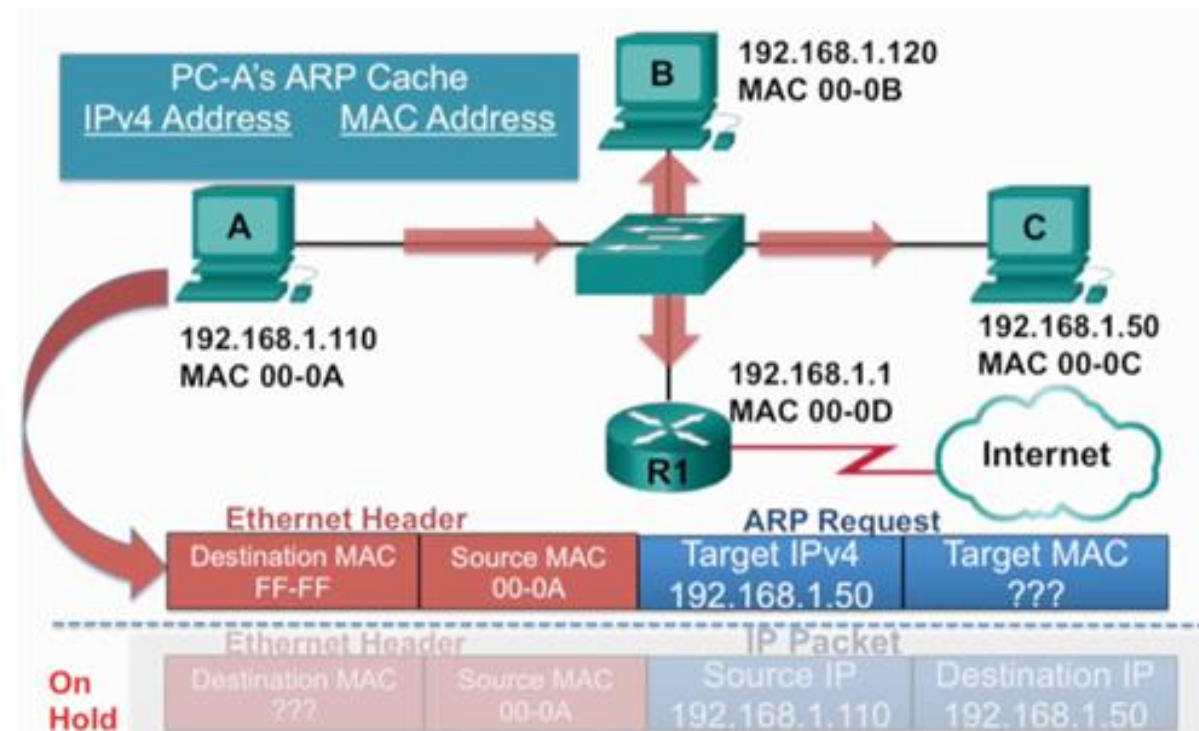 PC-A's ARP Cache
IPv4 Address MAC Address
B
192.168.1.120
MAC 00-0B
A
192.168.1.110
MAC 00-0A
C
192.168.1.50
MAC 00-0C
192.168.1.1
MAC 00-0D
R1
Internet
Ethernet Header ARP Request
Destination MAC Source MAC Target IPv4 Target MAC
FF-FF 00-0A 192.168.1.50 ???
Ethernet Header IP Packet
On
Hold
Destination MAC Source MAC Source IP Destination IP
??? 00-0A 192.168.1.110 192.168.1.50